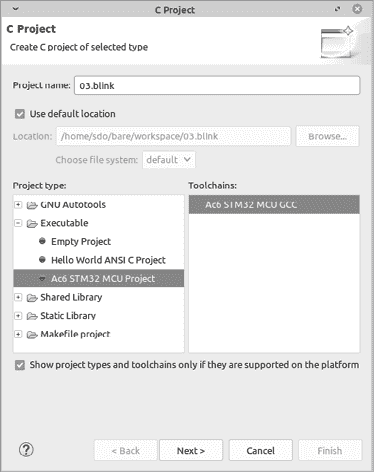 C Project
C Project
Create C project of selected type
Project name: 03.blink
Use default location
Location: /home/sdo/bare/workspace/03.blink Browse...
Choose file system: default
Project type: Toolchains:
GNU Autotools
Executable
Empty Project
Hello World ANSI C Project
Ac6 STM32 MCU Project
Shared Library
Static Library
Makefile project
Ac6 STM32 MCU GCC
Show project types and toolchains only if they are supported on the platform
? < Back Next > Cancel Finish